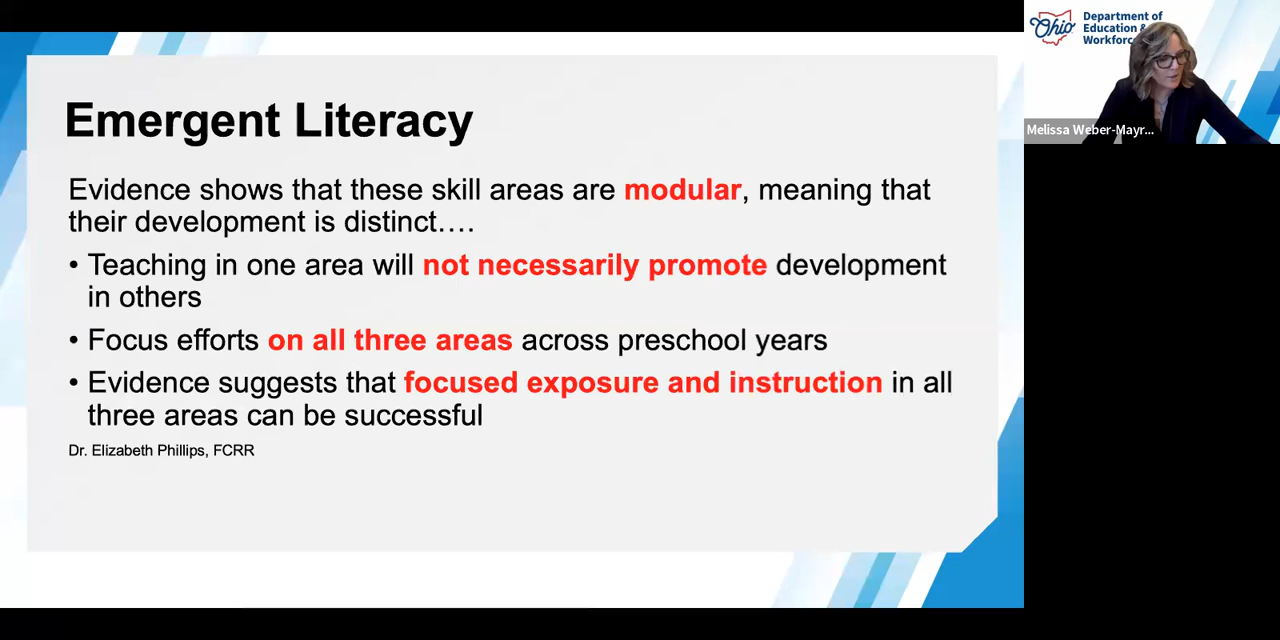 Emergent Literacy
Evidence shows that these skill areas are modular, meaning that
their development is distinct….
• Teaching in one area will not necessarily promote development
in others
• Focus efforts on all three areas across preschool years
• Evidence suggests that focused exposure and instruction in all
three areas can be successful
Dr. Elizabeth Phillips, FCRR
Ohio
Department of
Education &
Workforc
Melissa Weber-Mayr...